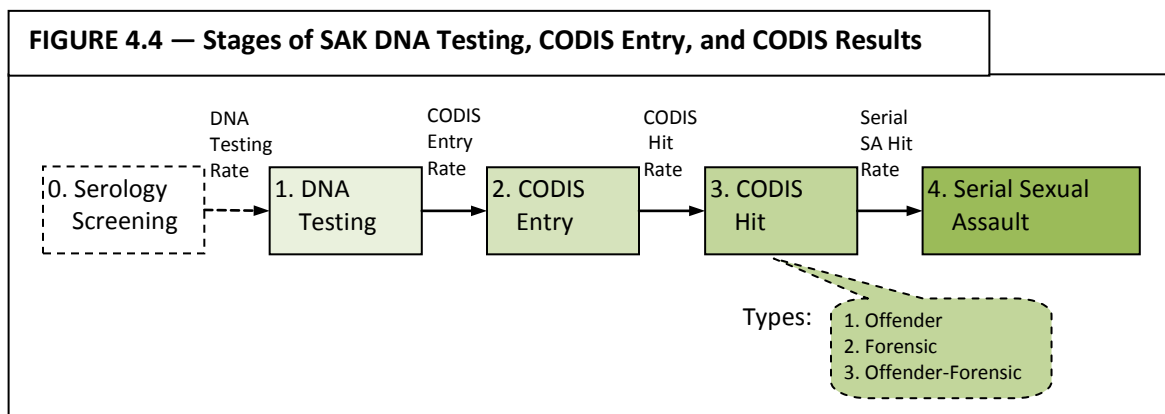 FIGURE 4.4 — Stages of SAK DNA Testing, CODIS Entry, and CODIS Results
DNA
Testing
Rate
CODIS
Entry
Rate
CODIS
Hit
Rate
Serial
SA Hit
Rate
0. Serology
Screening
1. DNA
Testing
2. CODIS
Entry
3. CODIS
Hit
4. Serial Sexual
Assault
Types:
1. Offender
2. Forensic
3. Offender-Forensic